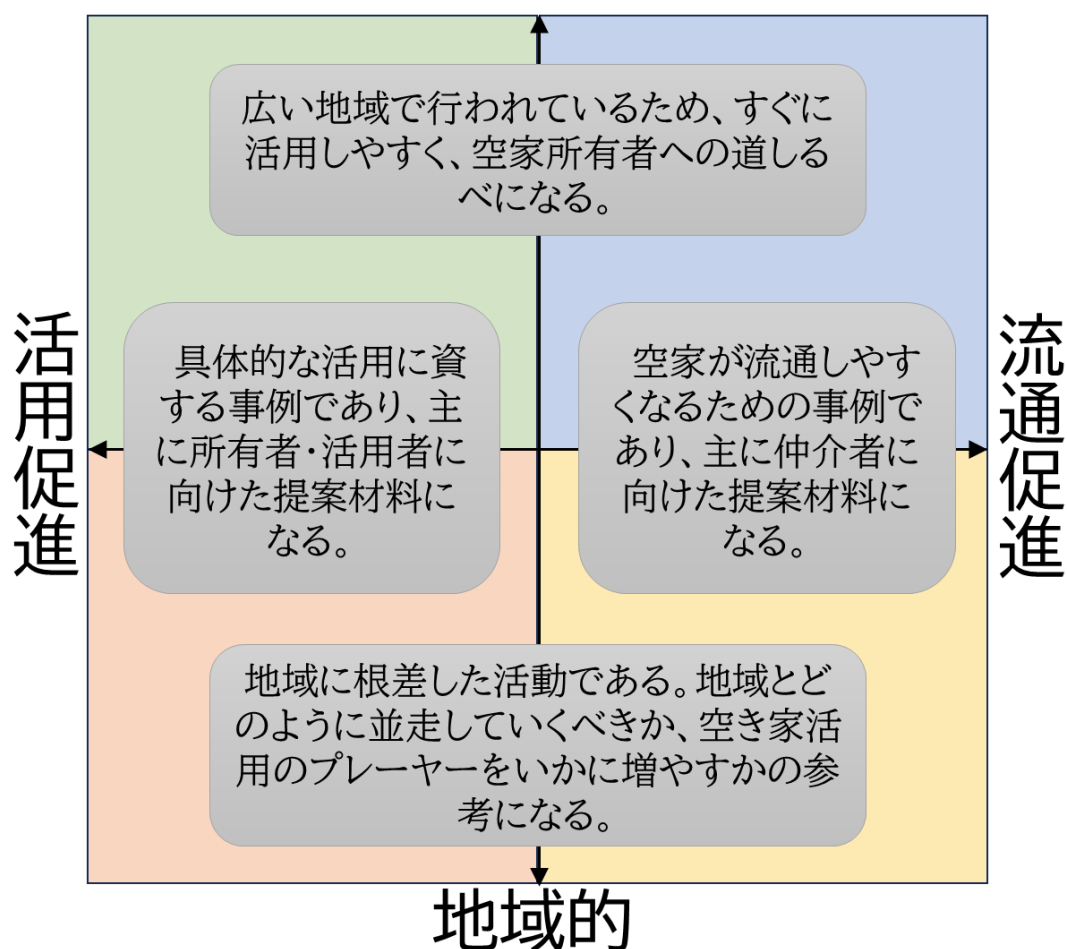 広い地域で行われているため、すぐに
活用しやすく、空家所有者への道しる
べになる。
活用促進
具体的な活用に資
する事例であり、主
に所有者・活用者に
向けた提案材料に
なる。
空家が流通しやす
くなるための事例で
あり、主に仲介者に
向けた提案材料に
なる。
流通促進
地域に根差した活動である。地域とど
のように並走していくべきか、空き家活
用のプレーヤーをいかに増やすかの参
考になる。
地域的